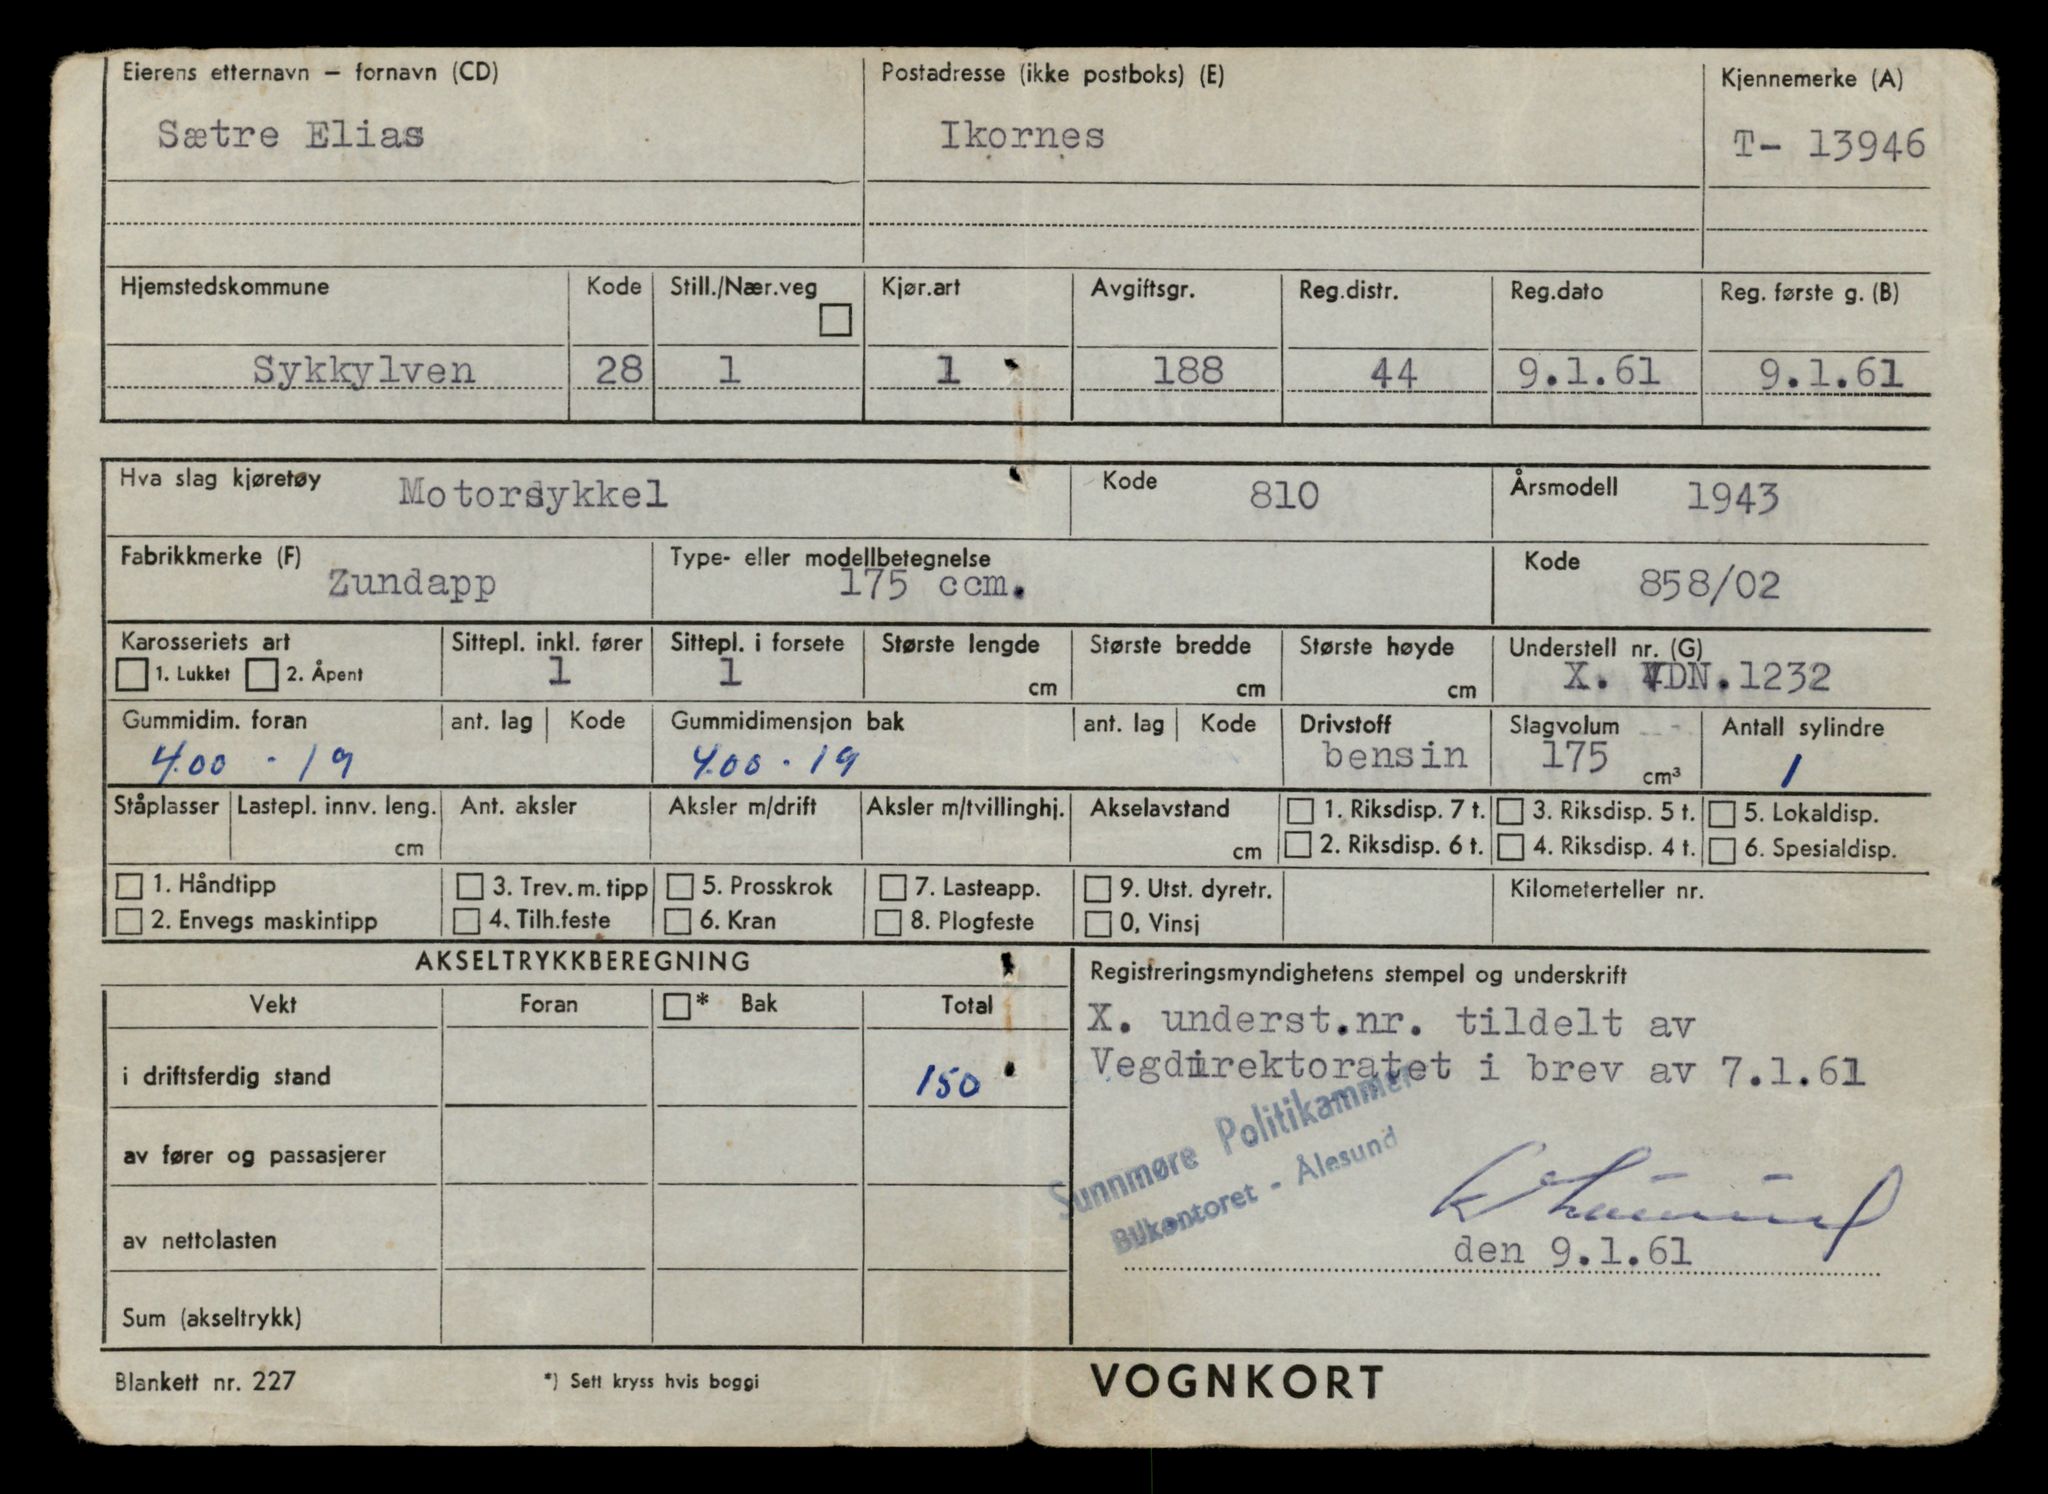 Eierens etternavn – fornavn (CD) Postadresse (ikke postboks) (E) Kjennemerke (A)
Sætre Elias Ikornes T- 13946
Hjemstedskommune Kode Still./Nær.veg Kjør.art Avgiftsgr. Reg.distr. Reg.dato Reg. første g. (B)
Sykkylven 28 1 1 188 44 9.1.61 9.1.61
Hva slag kjøretøy Motorsykkel Kode 810 Årsmodell 1943
Fabrikkmerke (F) Type- eller modellbetegnelse Kode
Zundapp 175 ccm. 858/02
Karosseriets art Sittepl. inkl. fører Sittepl. i forsete Største lengde Største bredde Største høyde Understell nr. (G)
1. Lukket 2. Åpent 1 1 cm cm cm X. VDN.1232
Gummidim. foran ant. lag Kode Gummidimensjon bak ant. lag Kode Drivstoff Slagvolum Antall sylindre
4.00 - 19 4.00 - 19 bensin 175 cm³ 1
Ståplasser Lastepl. innv. leng. Ant. aksler Aksler m/drift Aksler m/tvillinghj. Akselavstand 1. Riksdisp. 7 t. 3. Riksdisp. 5 t. 5. Lokaldisp.
cm cm 2. Riksdisp. 6 t. 4. Riksdisp. 4 t. 6. Spesialdisp.
1. Håndtipp 3. Trev. m. tipp 5. Prosskrok 7. Lasteapp. 9. Utst. dyretr. Kilometerteller nr.
2. Envegs maskintipp 4. Tilh.feste 6. Kran 8. Plogfeste 0, Vinsj
AKSELTRYKKBEREGNING Registreringsmyndighetens stempel og underskrift
Vekt Foran * Bak Total
X. underst.nr. tildelt av
i driftsferdig stand 150
Vegdirektoratet i brev av 7.1.61
av fører og passasjerer
Sunnmøre Politikammer
Bilkontoret - Ålesund
av nettolasten
den 9.1.61
Sum (akseltrykk)
Blankett nr. 227 *) Sett kryss hvis boggi VOGNKORT